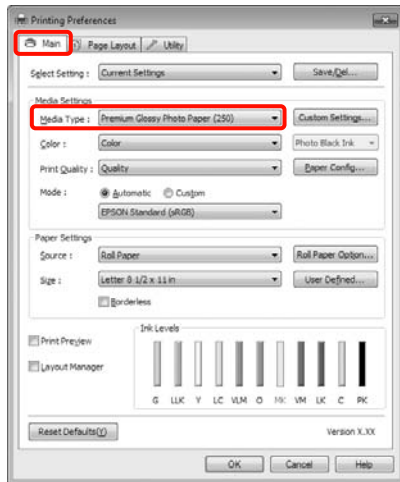 Printing Preferences
Main Page Layout Utility
Select Setting : Current Settings Save/Del...
Media Settings
Media Type : Premium Glossy Photo Paper (250) Custom Settings...
Color : Color Photo Black Ink
Print Quality : Quality Paper Config...
Mode : Automatic Custom
EPSON Standard (sRGB)
Paper Settings
Source : Roll Paper Roll Paper Option...
Size : Letter 8 1/2 x 11 in User Defined...
Borderless
Ink Levels
Print Preview
Layout Manager
G LLK Y LC VLM O MK VM LK C PK
Reset Defaults(Y) Version X.XX
OK Cancel Help